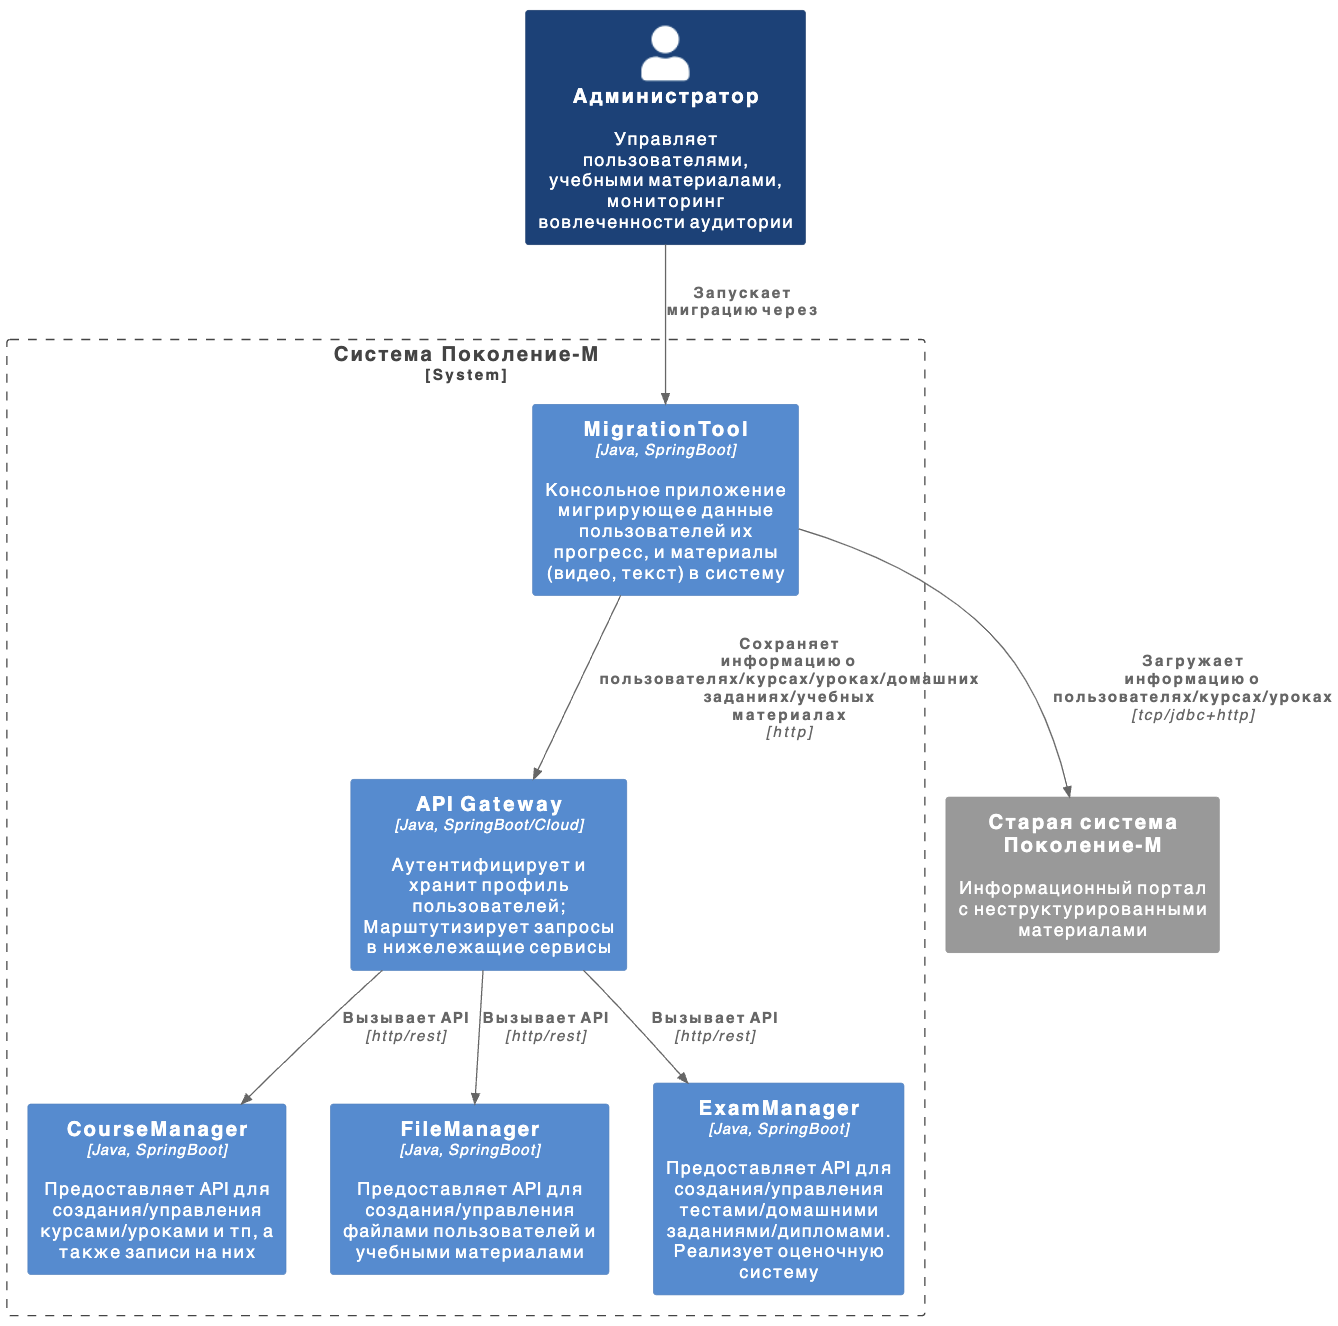 Администратор
Управляет
пользователями,
учебными материалами,
мониторинг
вовлеченности аудитории
Запускает
миграцию через
Система Поколение-М
[System]
MigrationTool
[Java, SpringBoot]
Консольное приложение
мигрирующее данные
пользователей их
прогресс, и материалы
(видео, текст) в систему
Сохраняет
информацию о
пользователях/курсах/уроках/домашних
заданиях/учебных
материалах
[http]
Загружает
информацию о
пользователях/курсах/уроках
[tcp/jdbc+http]
API Gateway
[Java, SpringBoot/Cloud]
Аутентифицирует и
хранит профиль
пользователей;
Марштутизирует запросы
в нижележащие сервисы
Старая система
Поколение-М
Информационный портал
с неструктурированными
материалами
Вызывает API
[http/rest]
Вызывает API
[http/rest]
Вызывает API
[http/rest]
CourseManager
[Java, SpringBoot]
Предоставляет API для
создания/управления
курсами/уроками и тп, а
также записи на них
FileManager
[Java, SpringBoot]
Предоставляет API для
создания/управления
файлами пользователей и
учебными материалами
ExamManager
[Java, SpringBoot]
Предоставляет API для
создания/управления
тестами/домашними
заданиями/дипломами.
Реализует оценочную
систему